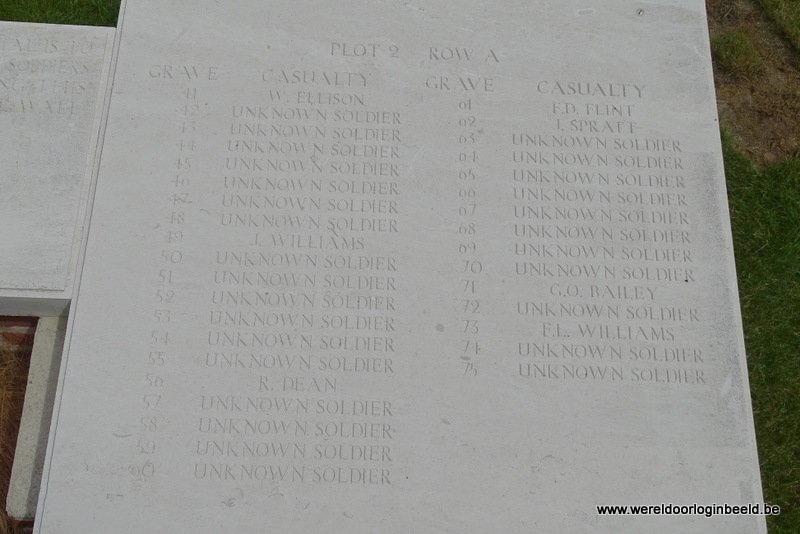 SOLDIERS
WALL
PLOT 2 ROW A
GRAVE CASUALTY
41 W. ELLISON
42 UNKNOWN SOLDIER
43 UNKNOWN SOLDIER
44 UNKNOWN SOLDIER
45 UNKNOWN SOLDIER
46 UNKNOWN SOLDIER
47 UNKNOWN SOLDIER
48 UNKNOWN SOLDIER
49 J. WILLIAMS
50 UNKNOWN SOLDIER
51 UNKNOWN SOLDIER
52 UNKNOWN SOLDIER
53 UNKNOWN SOLDIER
54 UNKNOWN SOLDIER
55 UNKNOWN SOLDIER
56 R. DEAN
57 UNKNOWN SOLDIER
58 UNKNOWN SOLDIER
59 UNKNOWN SOLDIER
60 UNKNOWN SOLDIER
GRAVE CASUALTY
61 F.D. FLINT
62 J. SPRATT
63 UNKNOWN SOLDIER
64 UNKNOWN SOLDIER
65 UNKNOWN SOLDIER
66 UNKNOWN SOLDIER
67 UNKNOWN SOLDIER
68 UNKNOWN SOLDIER
69 UNKNOWN SOLDIER
70 UNKNOWN SOLDIER
71 G.O. BAILEY
72 UNKNOWN SOLDIER
73 F.L. WILLIAMS
74 UNKNOWN SOLDIER
75 UNKNOWN SOLDIER
www.wereldoorloginbeeld.be